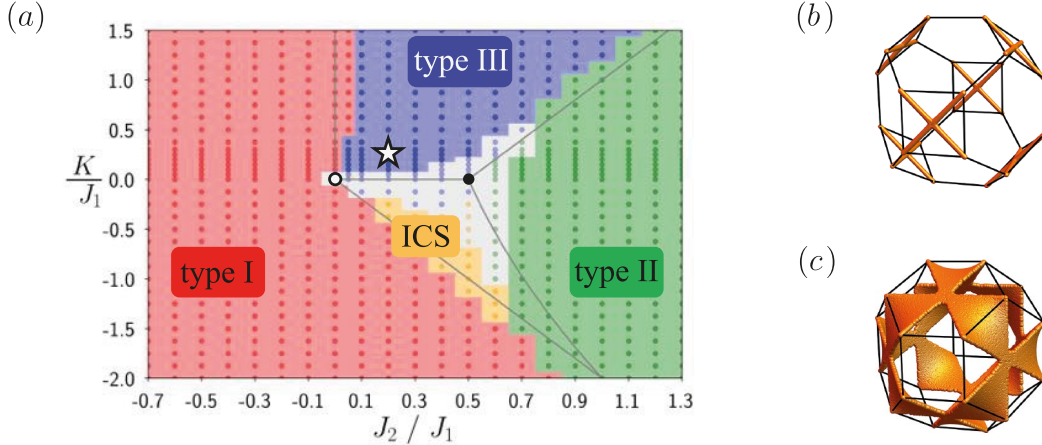 (a)
(b)
(c)
1.5
1.0
0.5
0.0
-0.5
-1.0
-1.5
-2.0
K
J₁
type III
ICS
type I
type II
-0.7 -0.5 -0.3 -0.1 0.1 0.3 0.5 0.7 0.9 1.1 1.3
J₂ / J₁